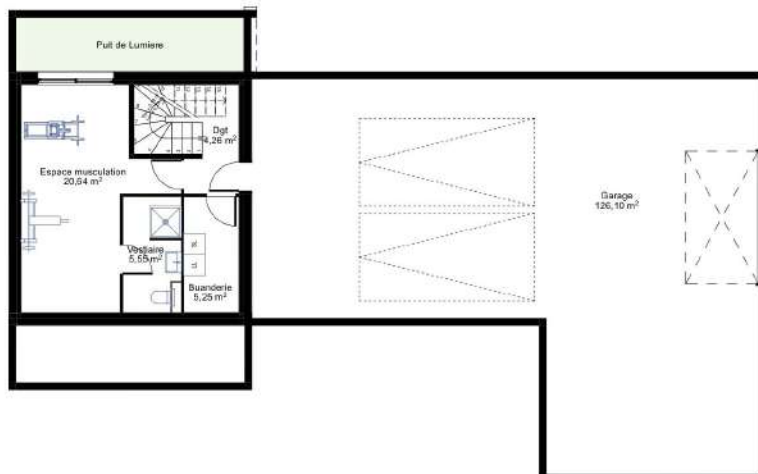 Puit de Lumiere
Dgt
4,26 m²
Espace musculation
20,64 m²
Garage
126,10 m²
Vestiaire
5,55 m²
Buanderie
5,25 m²